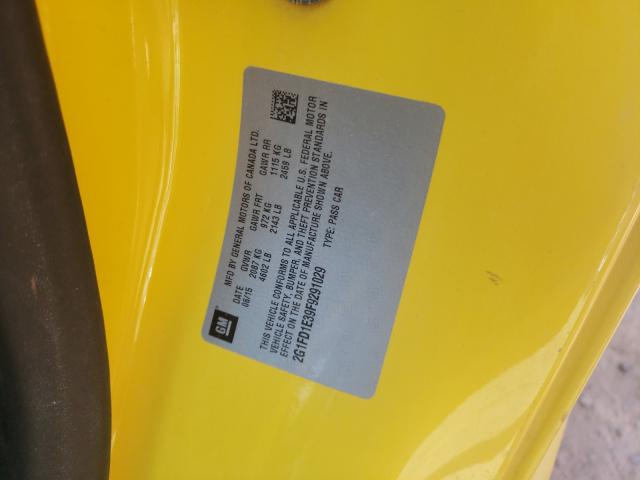 MFD BY GENERAL MOTORS OF CANADA LTD.
DATE GVWR GAWR FRT GAWR RR
06/15 2087 KG 972 KG 1115 KG
4602 LB 2143 LB 2459 LB
GM
THIS VEHICLE CONFORMS TO ALL APPLICABLE U.S. FEDERAL MOTOR
VEHICLE SAFETY, BUMPER, AND THEFT PREVENTION STANDARDS IN
EFFECT ON THE DATE OF MANUFACTURE SHOWN ABOVE.
2G1FD1E39F9291029 TYPE: PASS CAR